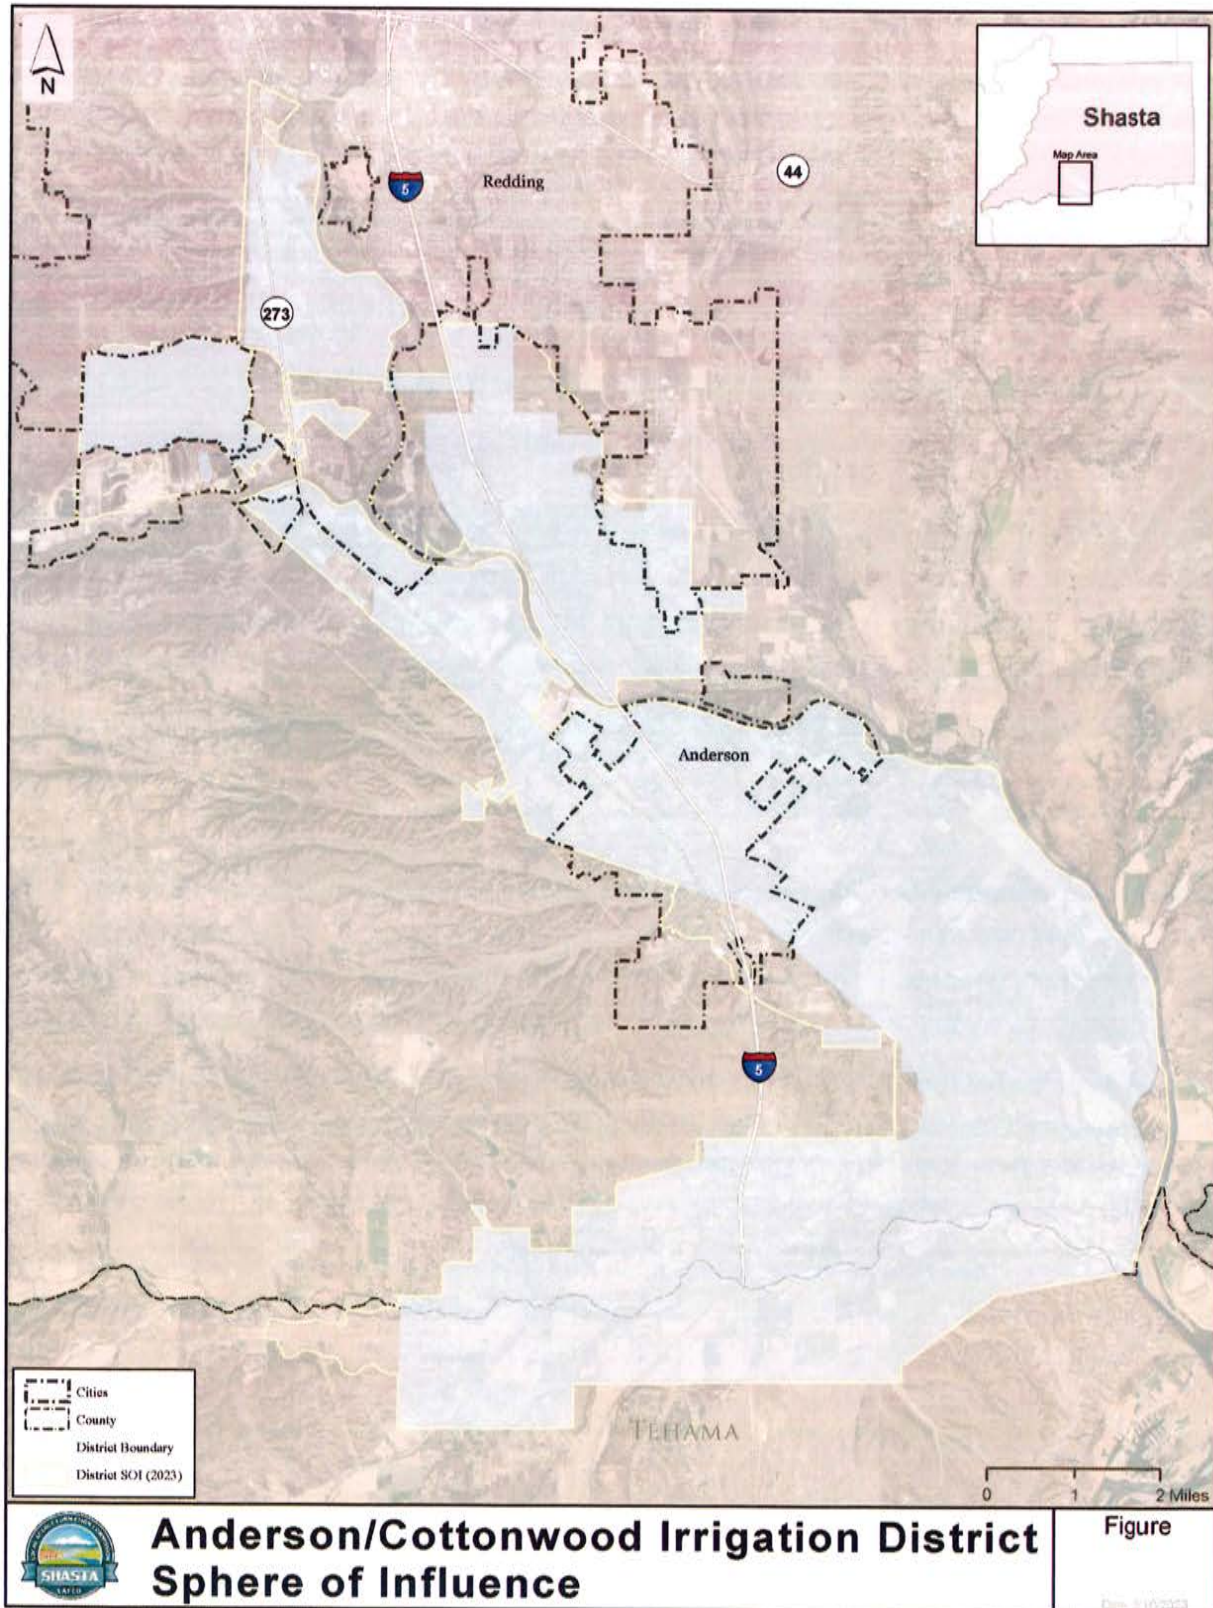 N
Shasta
Map Area
44
5
Redding
273
Anderson
5
Cities
County
District Boundary
District SOI (2023)
TEHAMA
0 1 2 Miles
SHASTA
LAFCO
Anderson/Cottonwood Irrigation District
Sphere of Influence
Figure